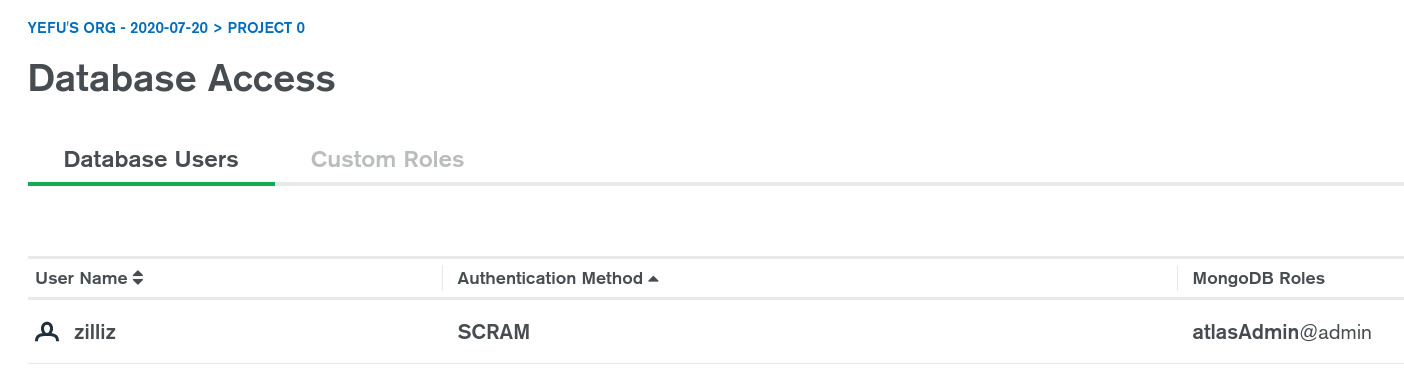 YEFU'S ORG - 2020-07-20 > PROJECT 0
Database Access
Database Users Custom Roles
User Name Authentication Method MongoDB Roles
zilliz SCRAM atlasAdmin@admin